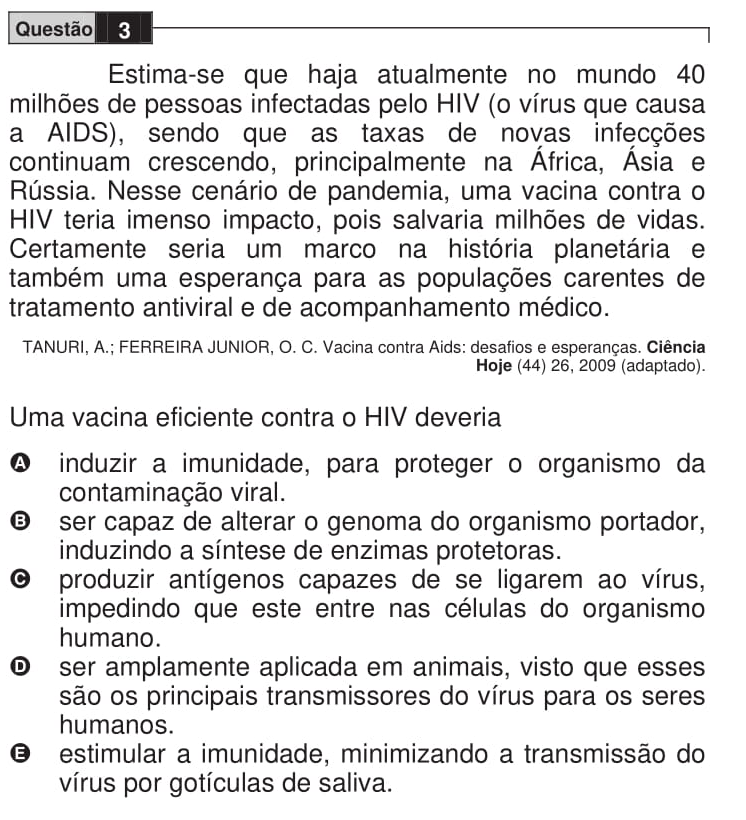 Questão 3
Estima-se que haja atualmente no mundo 40
milhões de pessoas infectadas pelo HIV (o vírus que causa
a AIDS), sendo que as taxas de novas infecções
continuam crescendo, principalmente na África, Ásia e
Rússia. Nesse cenário de pandemia, uma vacina contra o
HIV teria imenso impacto, pois salvaria milhões de vidas.
Certamente seria um marco na história planetária e
também uma esperança para as populações carentes de
tratamento antiviral e de acompanhamento médico.
TANURI, A.; FERREIRA JUNIOR, O. C. Vacina contra Aids: desafios e esperanças. Ciência
Hoje (44) 26, 2009 (adaptado).
Uma vacina eficiente contra o HIV deveria
A induzir a imunidade, para proteger o organismo da
contaminação viral.
B ser capaz de alterar o genoma do organismo portador,
induzindo a síntese de enzimas protetoras.
C produzir antígenos capazes de se ligarem ao vírus,
impedindo que este entre nas células do organismo
humano.
D ser amplamente aplicada em animais, visto que esses
são os principais transmissores do vírus para os seres
humanos.
E estimular a imunidade, minimizando a transmissão do
vírus por gotículas de saliva.